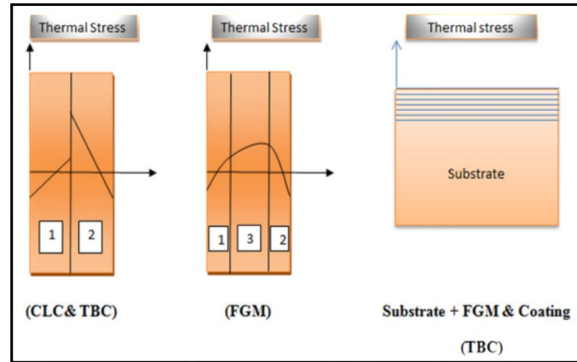 Thermal Stress
Thermal Stress
Thermal stress
Substrate
1
2
1
3
2
(CLC& TBC)
(FGM)
Substrate + FGM & Coating
(TBC)